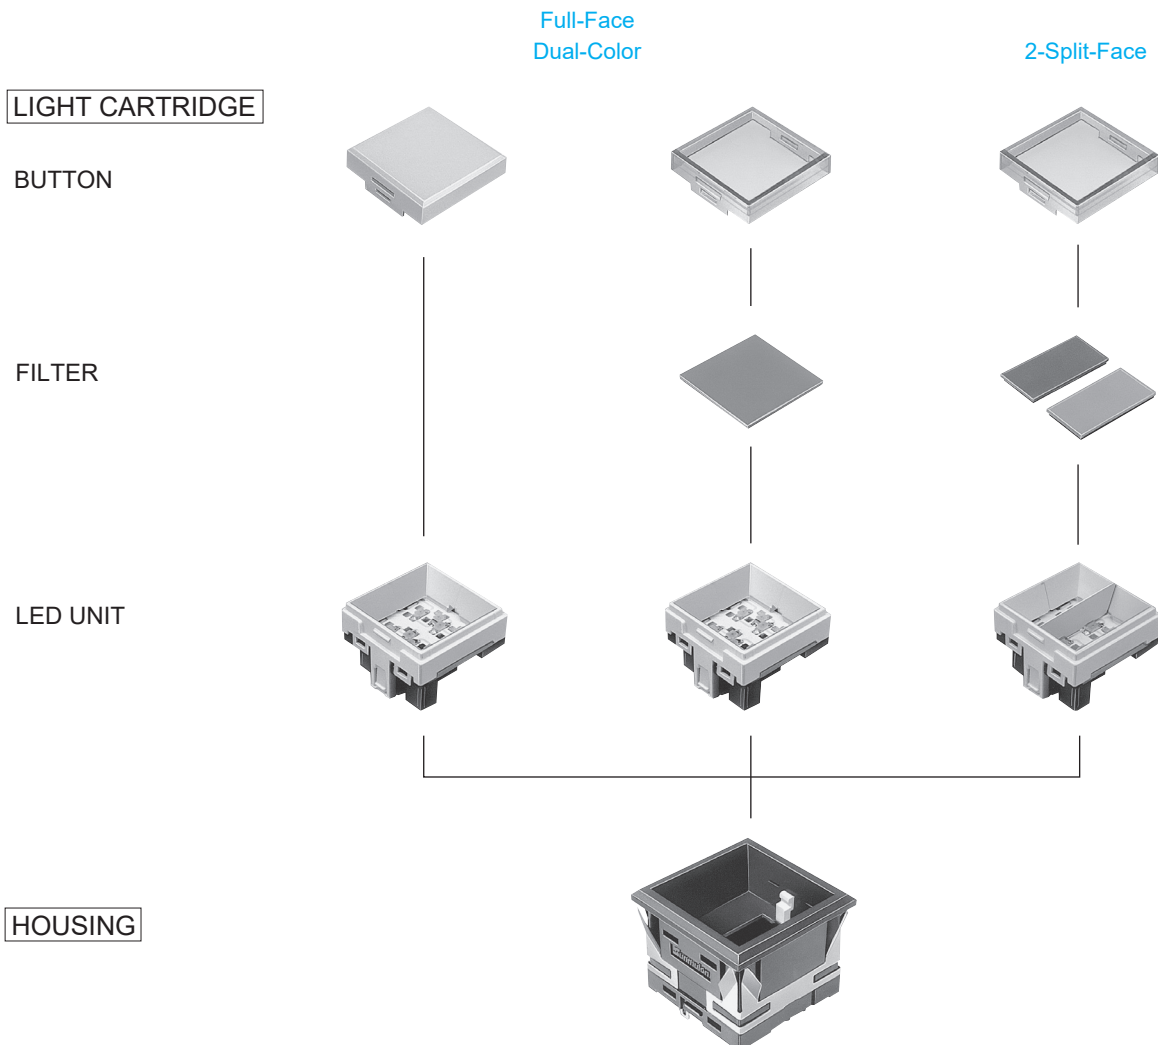 Full-Face
Dual-Color
2-Split-Face
LIGHT CARTRIDGE
BUTTON
FILTER
LED UNIT
HOUSING